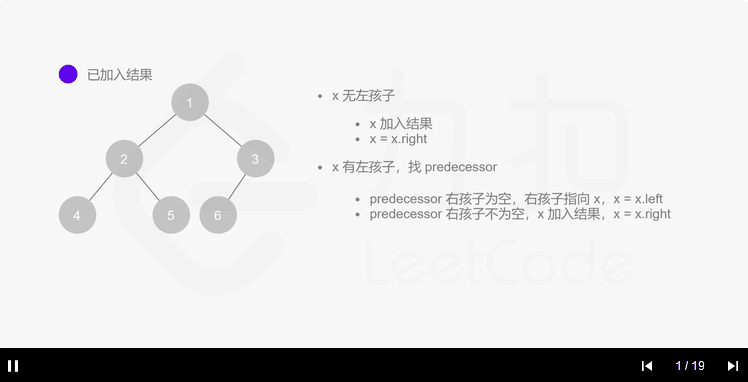 已加入结果
1
2
3
4
5
6
x 无左孩子
x 加入结果
x = x.right
x 有左孩子，找 predecessor
predecessor 右孩子为空，右孩子指向 x，x = x.left
predecessor 右孩子不为空，x 加入结果，x = x.right
力扣
LeetCode
1 / 19